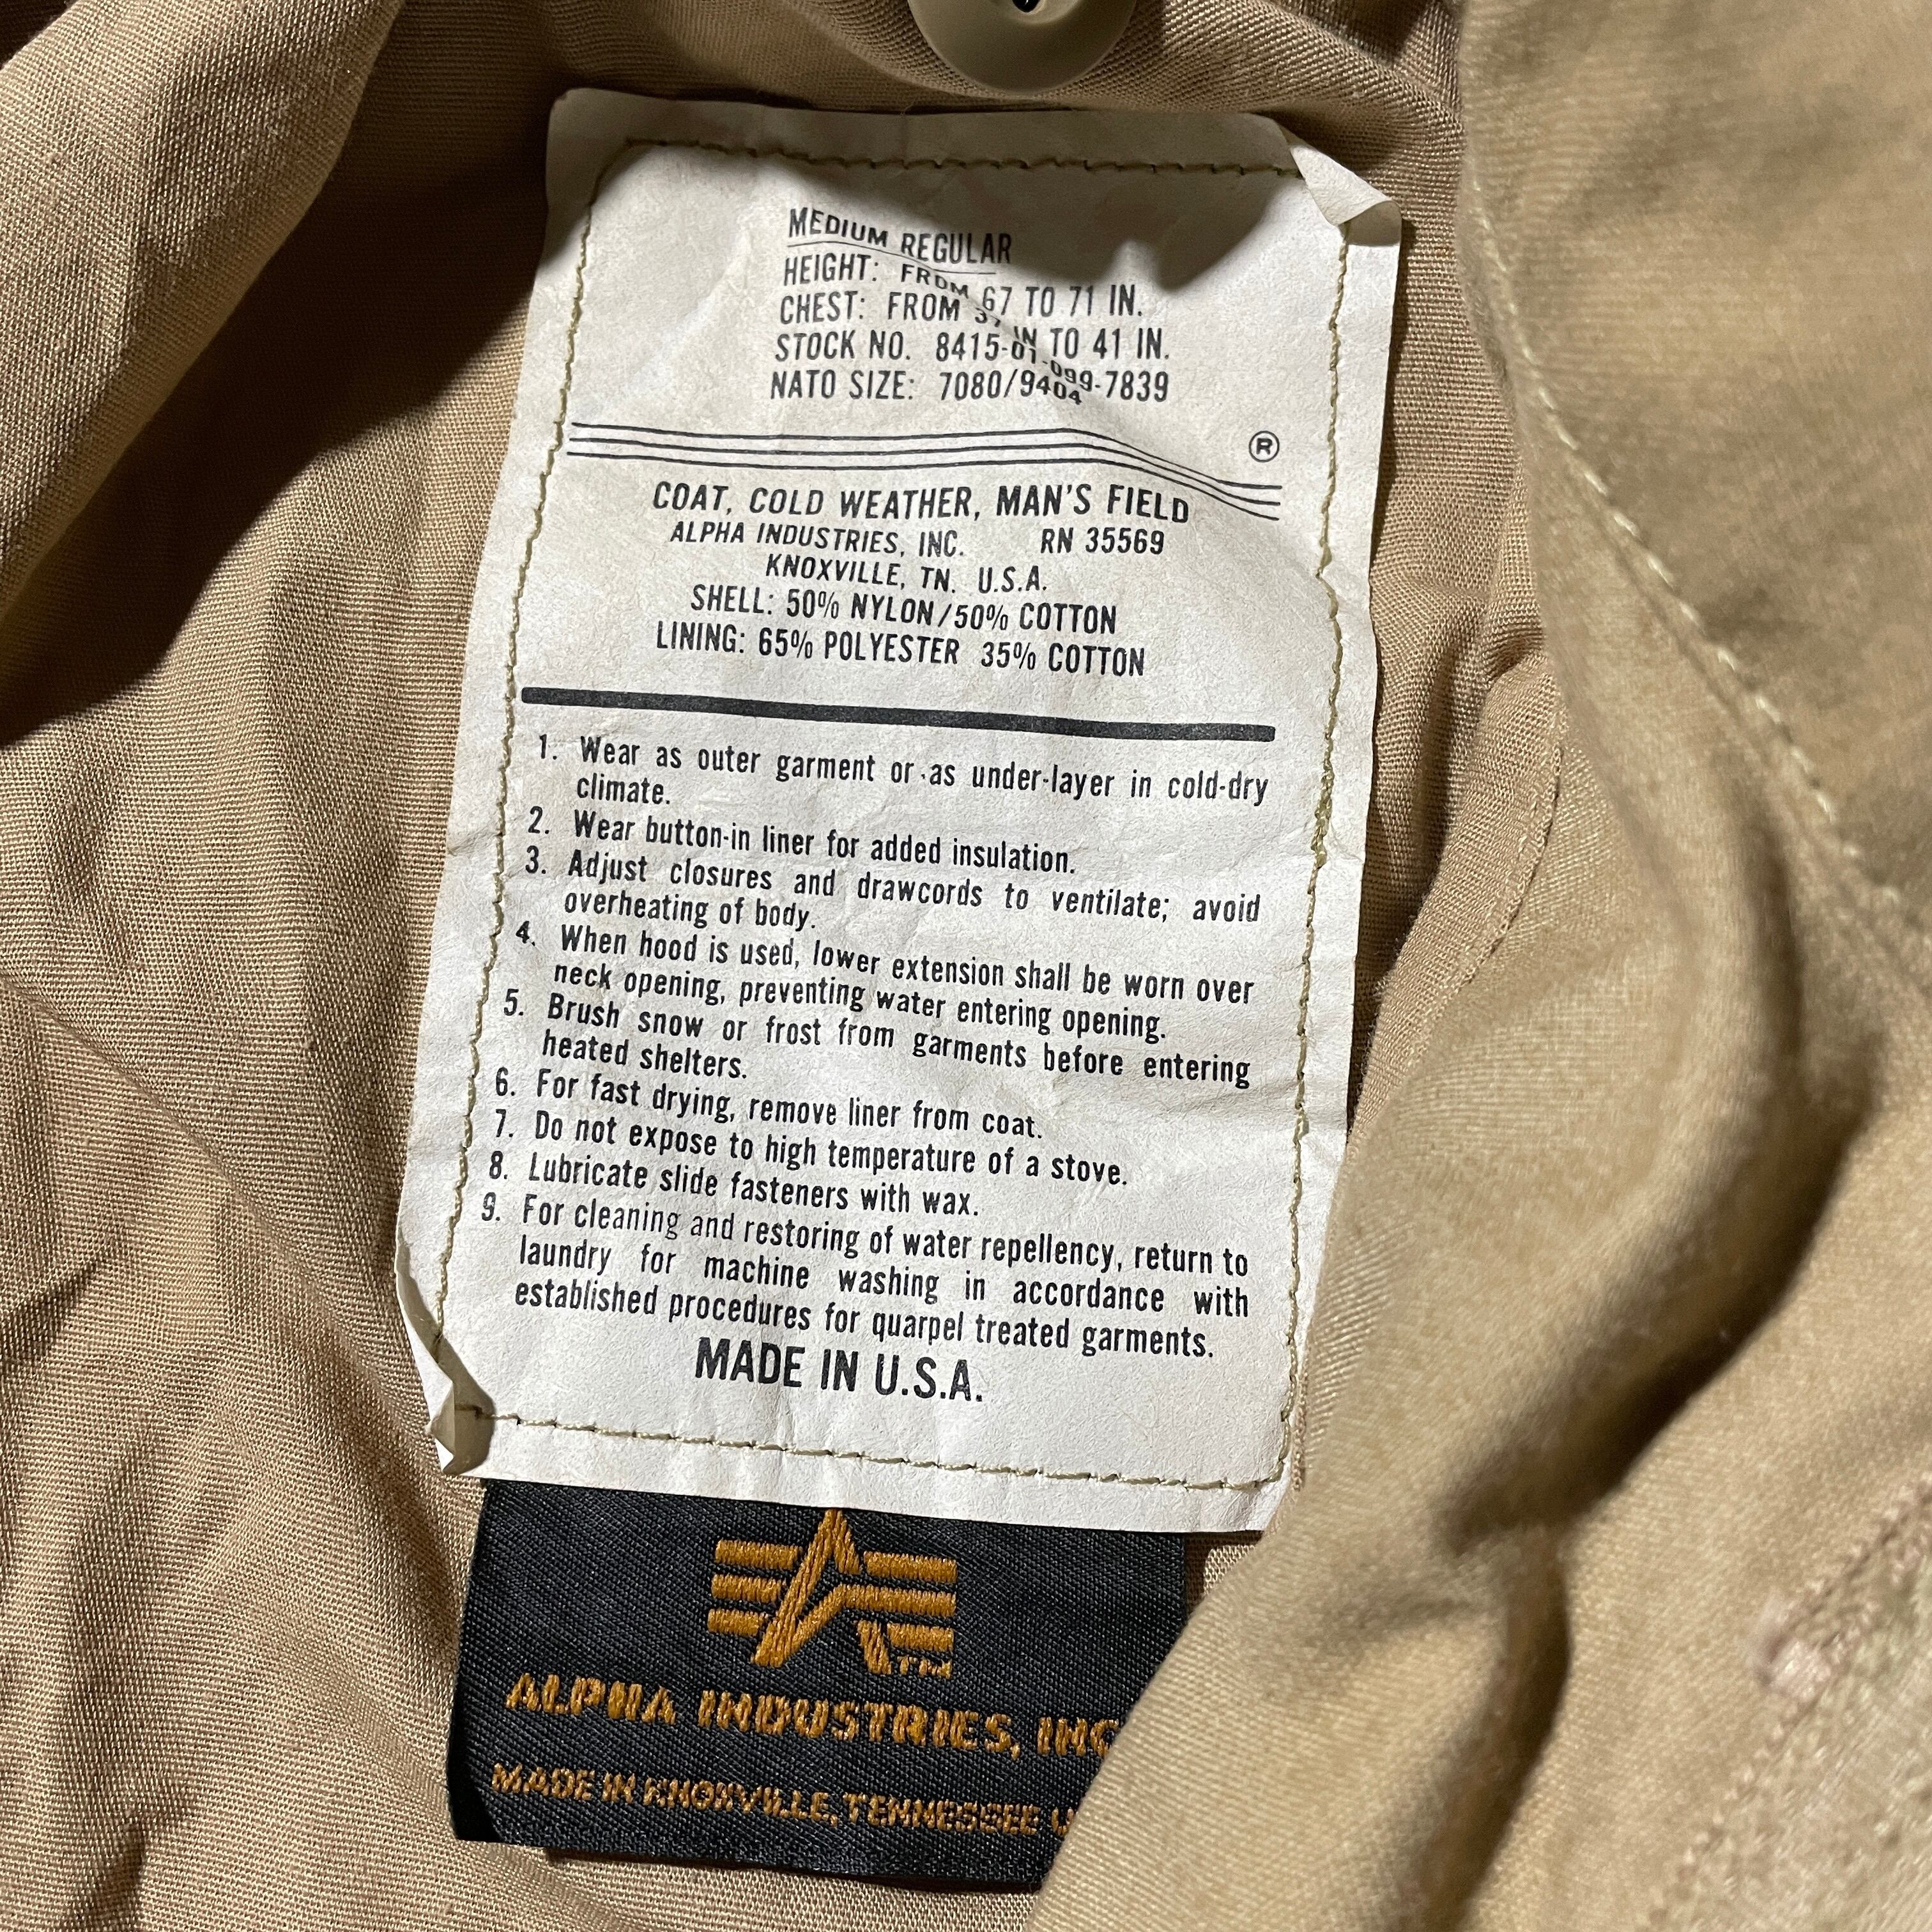 MEDIUM REGULAR
HEIGHT: FROM 67 TO 71 IN.
CHEST: FROM 37 IN TO 41 IN.
STOCK NO. 8415-01-099-7839
NATO SIZE: 7080/9404
®
COAT, COLD WEATHER, MAN'S FIELD
ALPHA INDUSTRIES, INC. RN 35569
KNOXVILLE, TN. U.S.A.
SHELL: 50% NYLON/50% COTTON
LINING: 65% POLYESTER 35% COTTON
1. Wear as outer garment or as under-layer in cold-dry
climate.
2. Wear button-in liner for added insulation.
3. Adjust closures and drawcords to ventilate; avoid
overheating of body.
4. When hood is used, lower extension shall be worn over
neck opening, preventing water entering opening.
5. Brush snow or frost from garments before entering
heated shelters.
6. For fast drying, remove liner from coat.
7. Do not expose to high temperature of a stove.
8. Lubricate slide fasteners with wax.
9. For cleaning and restoring of water repellency, return to
laundry for machine washing in accordance with
established procedures for quarpel treated garments.
MADE IN U.S.A.
TM
ALPHA INDUSTRIES, INC
MADE IN KNOXVILLE, TENNESSEE U